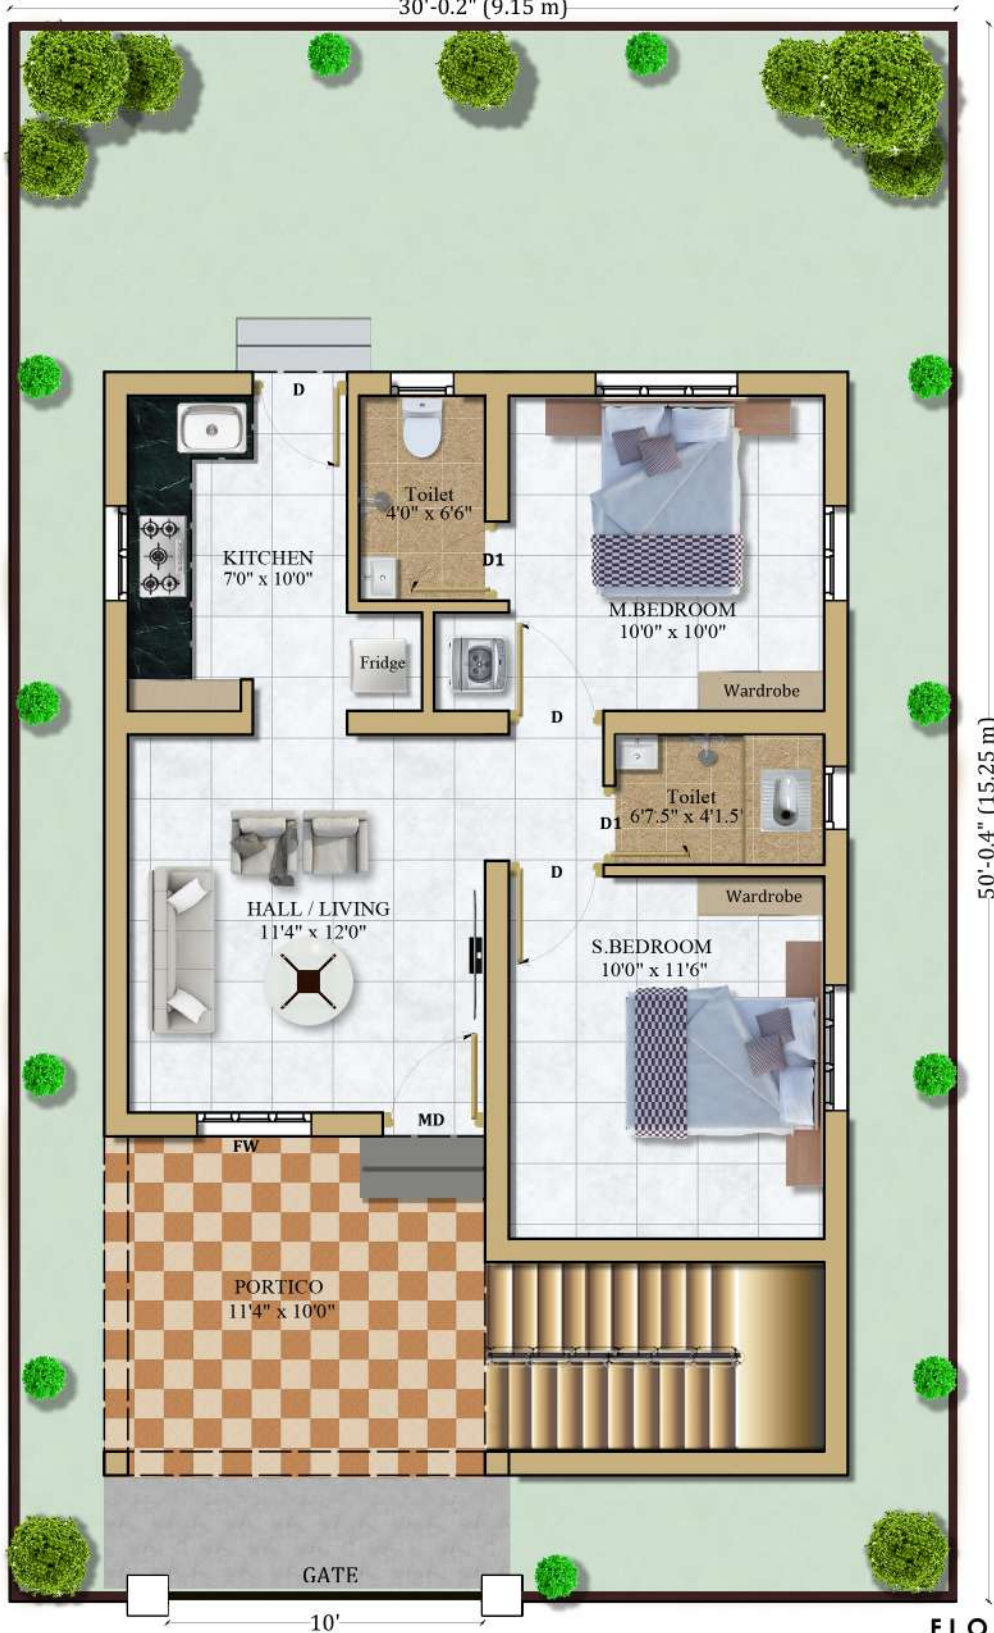 30'-0.2" (9.15 m)
D
Toilet
4'0" x 6'6"
KITCHEN
7'0" x 10'0"
D1
M.BEDROOM
10'0" x 10'0"
Fridge
Wardrobe
D
50'-0.4" (15.25 m)
Toilet
6'7.5" x 4'1.5'
D1
D
Wardrobe
HALL / LIVING
11'4" x 12'0"
S.BEDROOM
10'0" x 11'6"
MD
FW
PORTICO
11'4" x 10'0"
GATE
10'
FLO